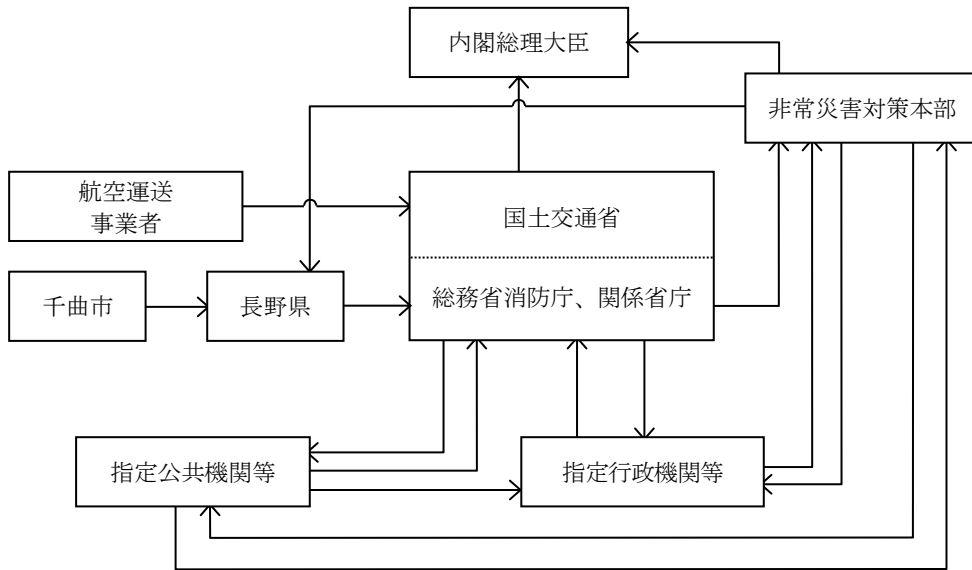 内閣総理大臣
非常災害対策本部
航空運送
事業者
国土交通省
千曲市
長野県
総務省消防庁、関係省庁
指定公共機関等
指定行政機関等